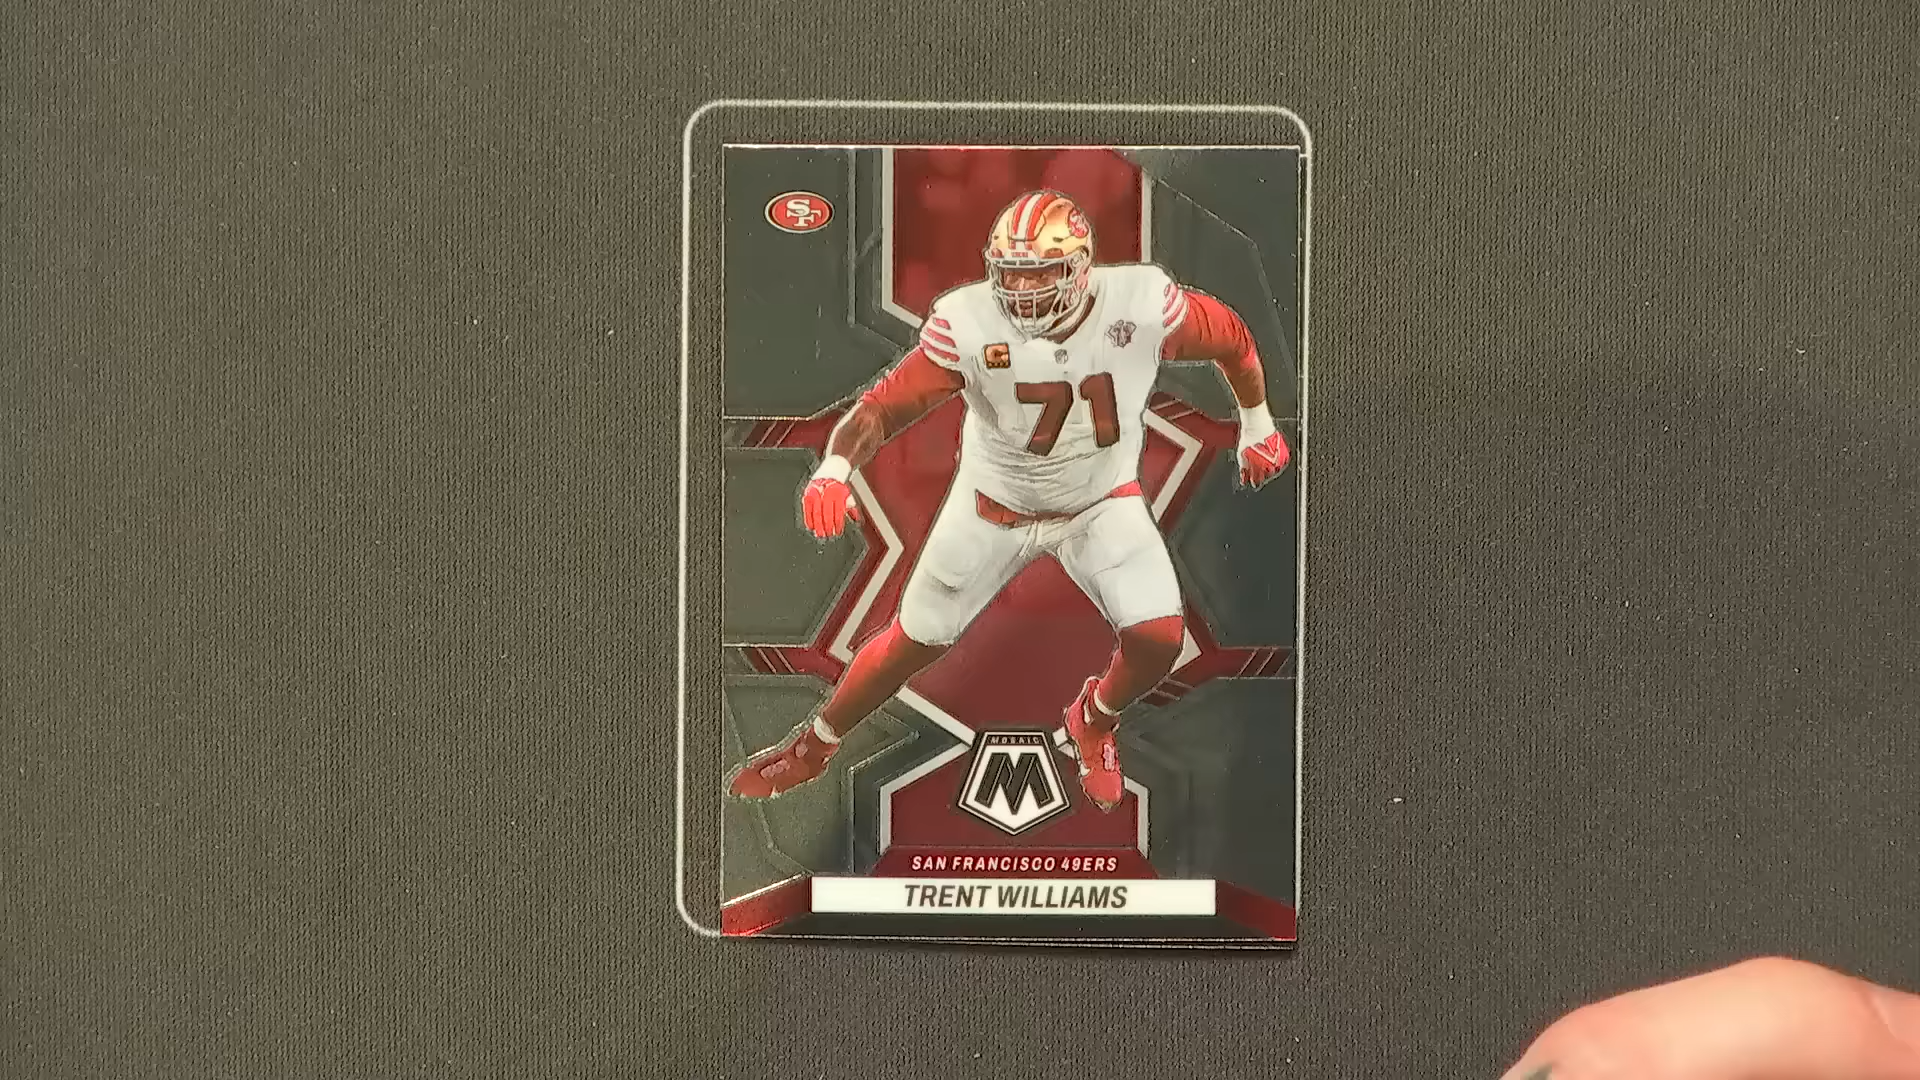 SF
C
71
MOSAIC
M
SAN FRANCISCO 49ERS
TRENT WILLIAMS